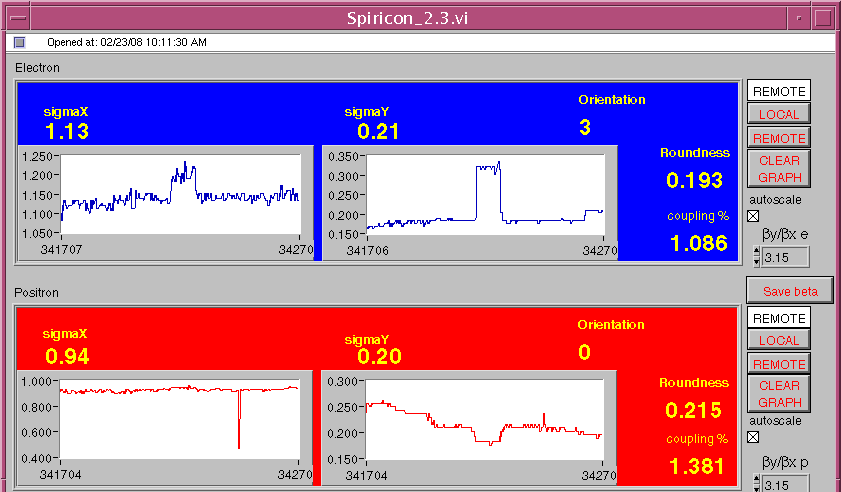 Spiricon_2.3.vi
Opened at: 02/23/08 10:11:30 AM
Electron
sigmaX
1.13
sigmaY
0.21
Orientation
3
Roundness
0.193
coupling %
1.086
1.250
1.200
1.150
1.100
1.050
341707
34270
0.350
0.300
0.250
0.200
0.150
341706
34270
REMOTE
LOCAL
REMOTE
CLEAR
GRAPH
autoscale
βy/βx e
3.15
Save beta
Positron
sigmaX
0.94
sigmaY
0.20
Orientation
0
Roundness
0.215
coupling %
1.381
1.000
0.800
0.600
0.400
341704
34270
0.300
0.250
0.200
0.150
341704
34270
REMOTE
LOCAL
REMOTE
CLEAR
GRAPH
autoscale
βy/βx p
3.15